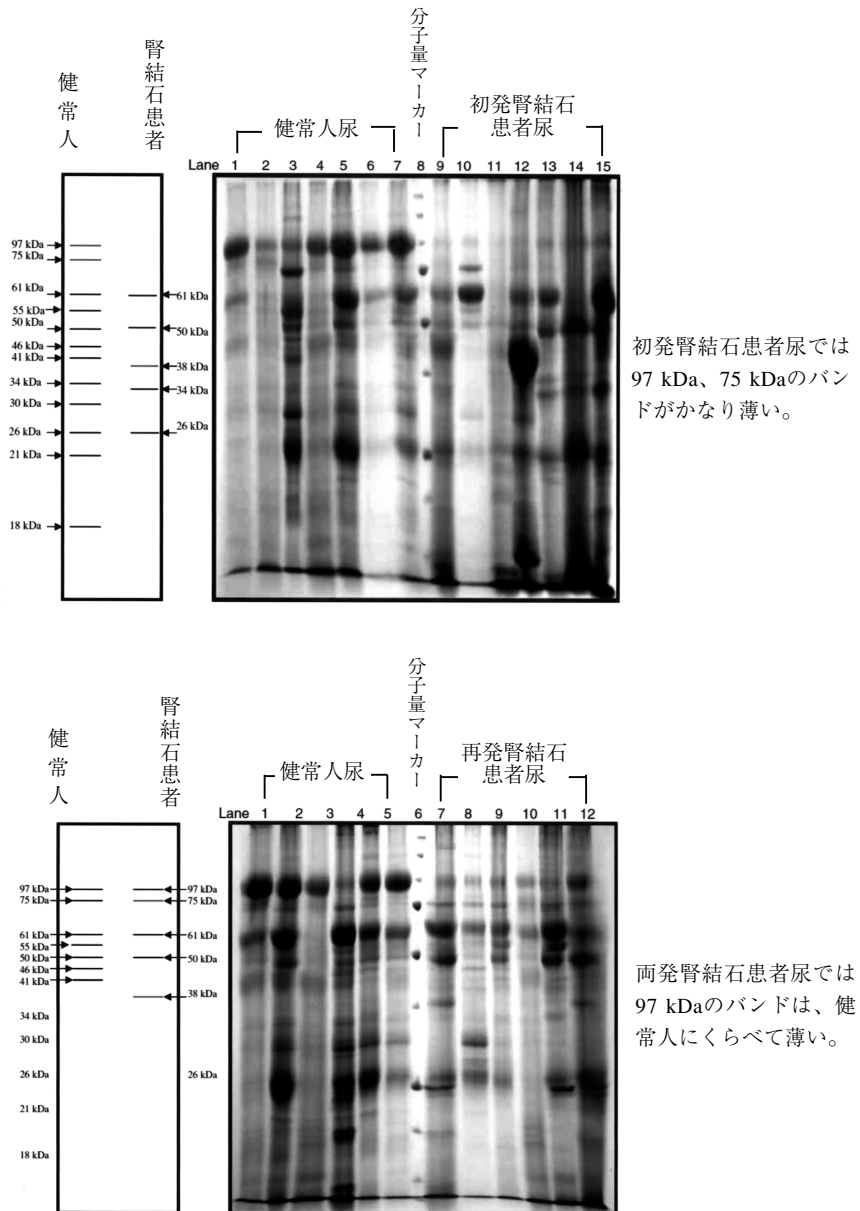 健常人
腎結石患者
分子量マーカー
健常人尿
初発腎結石
患者尿
Lane 1 2 3 4 5 6 7 8 9 10 11 12 13 14 15
97 kDa
75 kDa
61 kDa
55 kDa
50 kDa
46 kDa
41 kDa
34 kDa
30 kDa
26 kDa
21 kDa
18 kDa
61 kDa
50 kDa
38 kDa
34 kDa
26 kDa
初発腎結石患者尿では
97 kDa、75 kDaのバン
ドがかなり薄い。
健常人
腎結石患者
分子量マーカー
健常人尿
再発腎結石
患者尿
Lane 1 2 3 4 5 6 7 8 9 10 11 12
97 kDa
75 kDa
61 kDa
55 kDa
50 kDa
46 kDa
41 kDa
34 kDa
30 kDa
26 kDa
21 kDa
18 kDa
97 kDa
75 kDa
61 kDa
50 kDa
38 kDa
26 kDa
両発腎結石患者尿では
97 kDaのバンドは、健
常人にくらべて薄い。